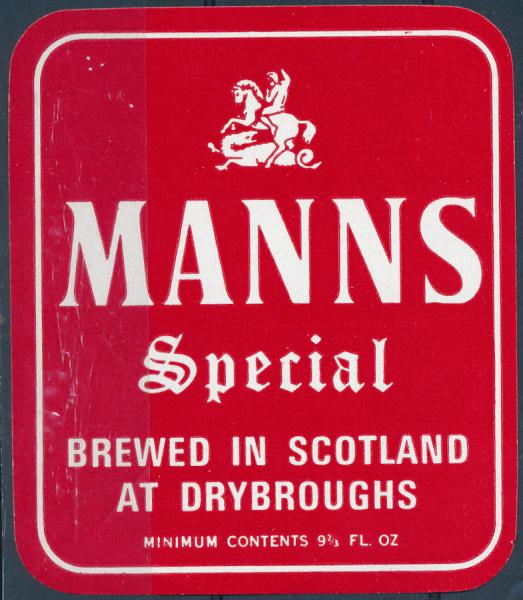 MANNS
Special
BREWED IN SCOTLAND
AT DRYBROUGHS
MINIMUM CONTENTS 9⅔ FL. OZ